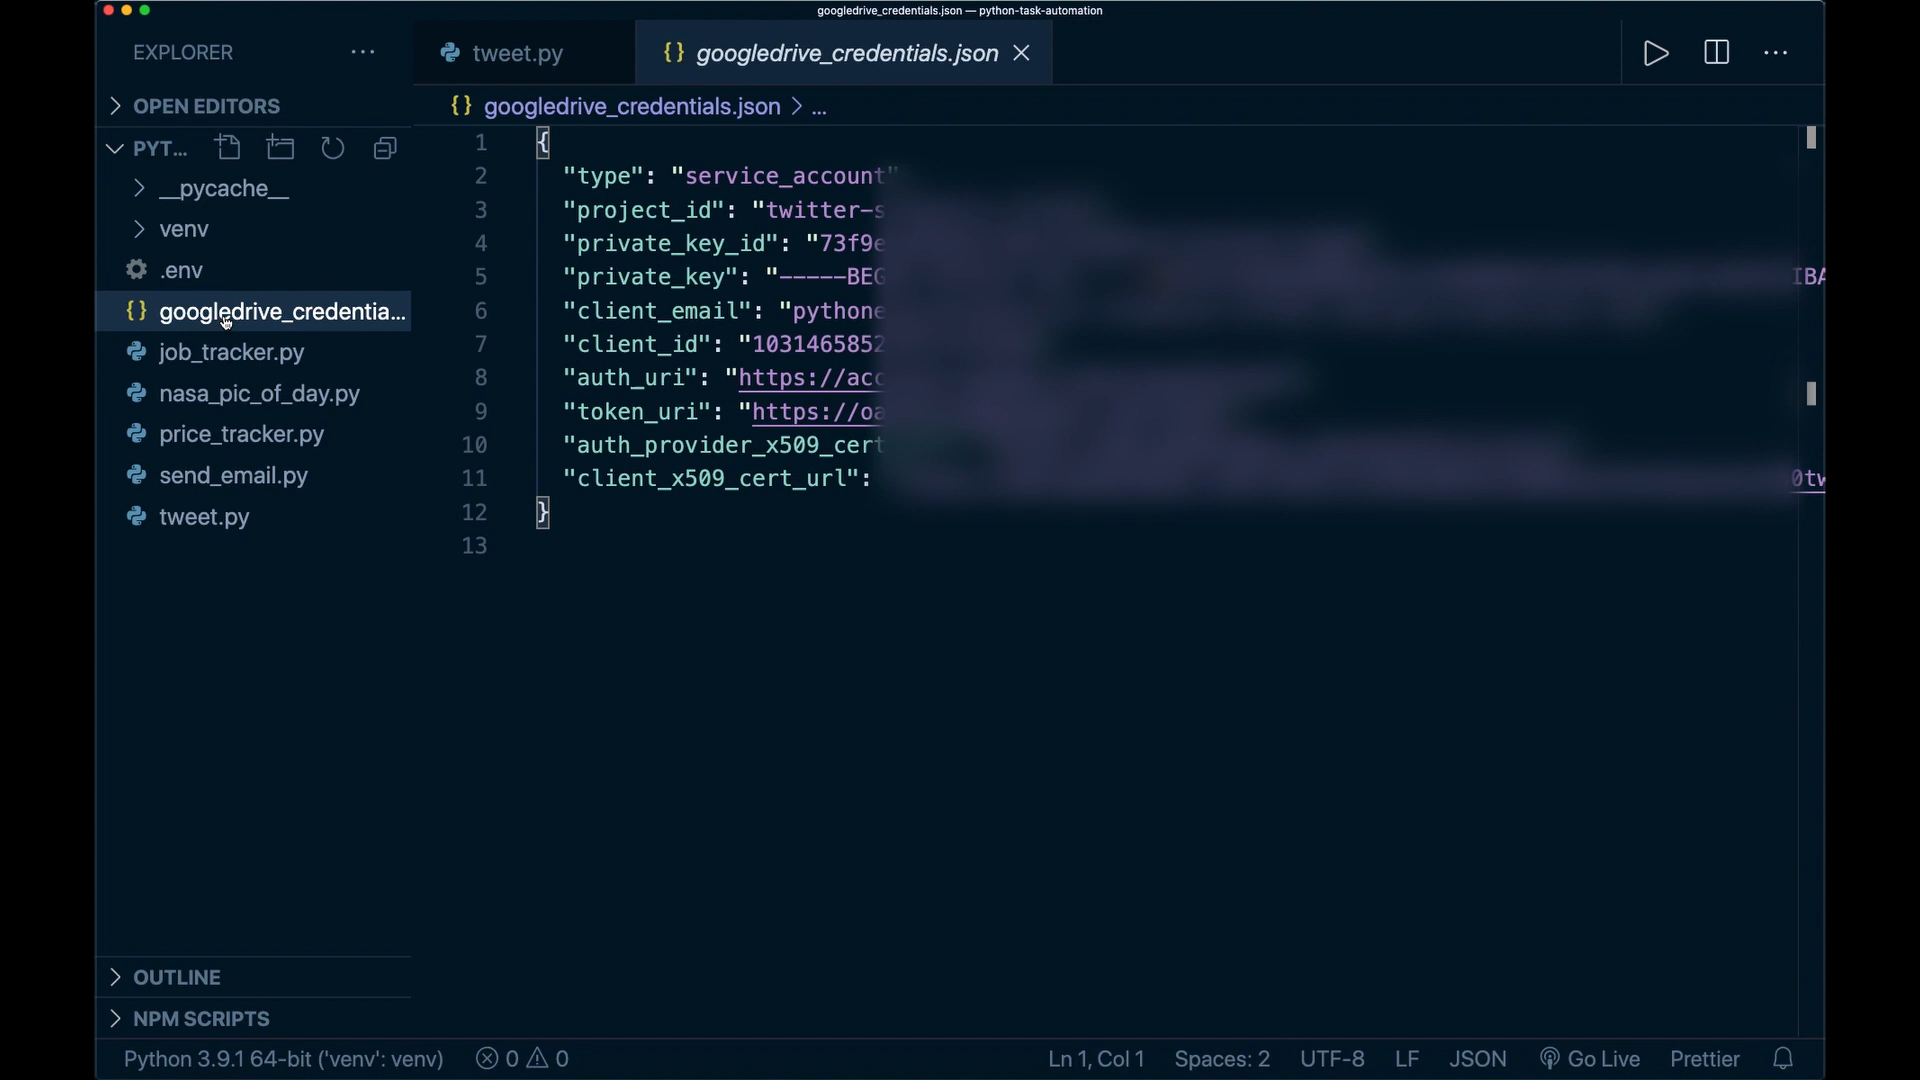 googledrive_credentials.json — python-task-automation
EXPLORER
tweet.py
{} googledrive_credentials.json
OPEN EDITORS
{} googledrive_credentials.json > ...
PYT...
__pycache__
venv
.env
{} googledrive_credentia...
job_tracker.py
nasa_pic_of_day.py
price_tracker.py
send_email.py
tweet.py
1 {
2 "type": "service_account"
3 "project_id": "twitter-s
4 "private_key_id": "73f9e
5 "private_key": "-----BEG IBA
6 "client_email": "pythone
7 "client_id": "1031465852
8 "auth_uri": "https://acc
9 "token_uri": "https://oa
10 "auth_provider_x509_cert
11 "client_x509_cert_url": 0tw
12 }
13
OUTLINE
NPM SCRIPTS
Python 3.9.1 64-bit ('venv': venv) 0 0 Ln 1, Col 1 Spaces: 2 UTF-8 LF JSON Go Live Prettier